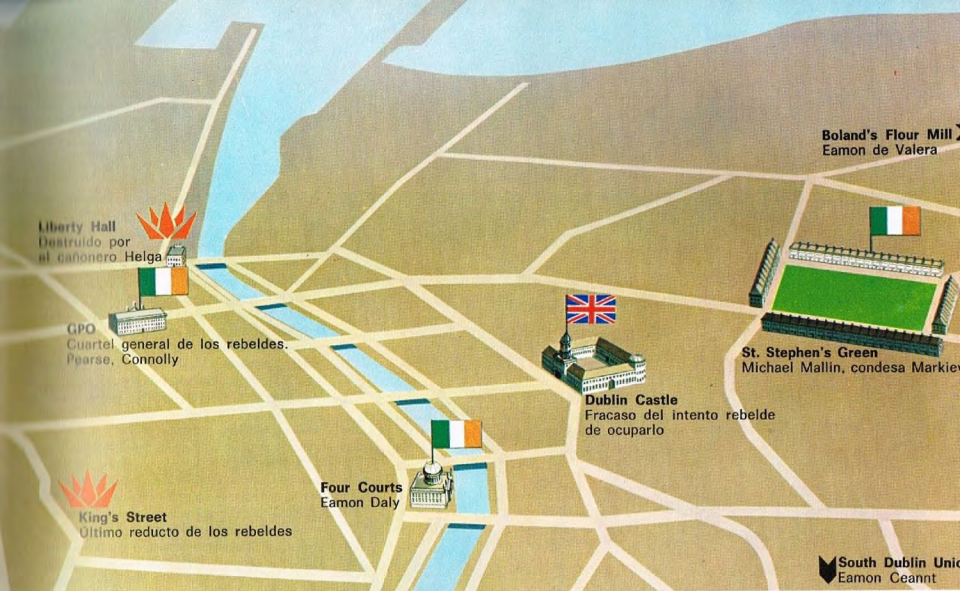 Boland's Flour Mill
Eamon de Valera
Liberty Hall
Destruido por
el cañonero Helga
GPO
Cuartel general de los rebeldes.
Pearse, Connolly
St. Stephen's Green
Michael Mallin, condesa
Dublin Castle
Fracaso del intento rebelde
de ocuparlo
Four Courts
Eamon Daly
King's Street
Último reducto de los rebeldes
South Dublin
Eamon Ceannt